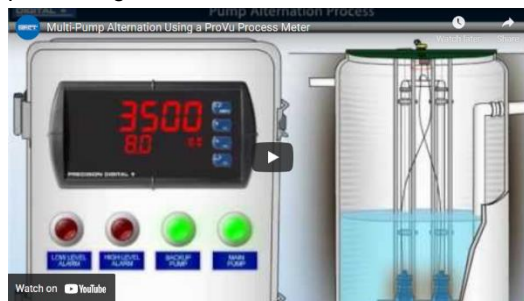 DIGITAL
Pump Alternation Process
Multi-Pump Alternation Using a ProVu Process Meter
Watch later
Share
3500
8.0
PRECISION DIGITAL
LOW LEVEL ALARM
HIGH LEVEL ALARM
BACKUP PUMP
MAIN PUMP
Watch on YouTube